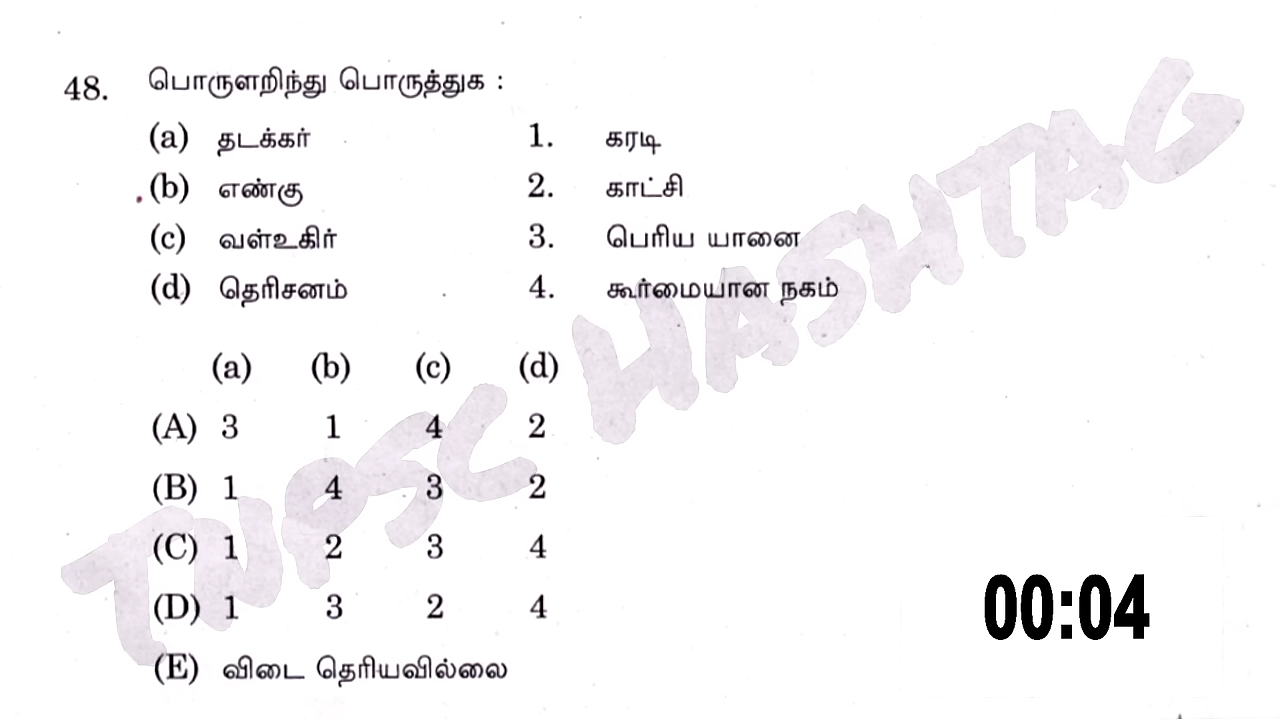 48. பொருளறிந்து பொருத்துக :
(a) தடக்கர் 1. கரடி
(b) எண்கு 2. காட்சி
(c) வள்உகிர் 3. பெரிய யானை
(d) தெரிசனம் 4. கூர்மையான நகம்
(a) (b) (c) (d)
(A) 3 1 4 2
(B) 1 4 3 2
(C) 1 2 3 4
(D) 1 3 2 4
(E) விடை தெரியவில்லை
00:04
TNPSC HASHTAG